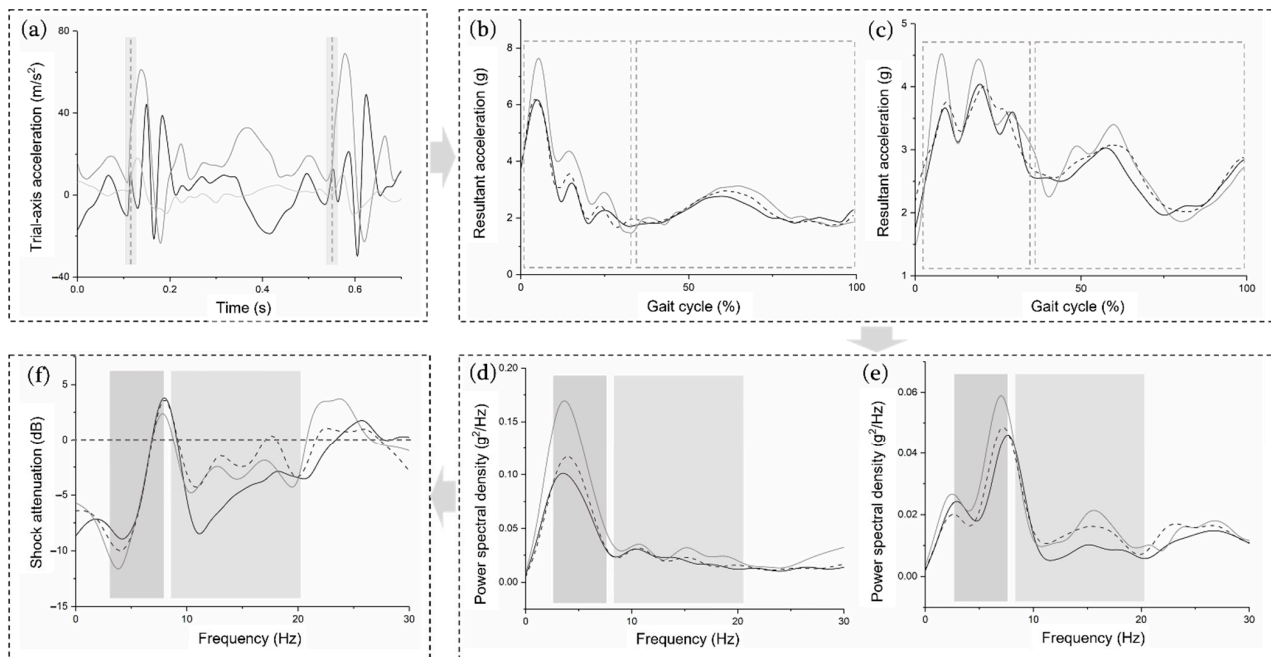 (a)
Trial-axis acceleration (m/s²)
80
40
0
−40
0.0
0.2
0.4
0.6
Time (s)
(b)
Resultant acceleration (g)
8
6
4
2
0
0
50
100
Gait cycle (%)
(c)
Resultant acceleration (g)
5
4
3
2
1
0
50
100
Gait cycle (%)
(f)
Shock attenuation (dB)
5
0
−5
−10
−15
0
10
20
30
Frequency (Hz)
(d)
Power spectral density (g²/Hz)
0.20
0.15
0.10
0.05
0.00
0
10
20
30
Frequency (Hz)
(e)
Power spectral density (g²/Hz)
0.06
0.04
0.02
0.00
0
10
20
30
Frequency (Hz)